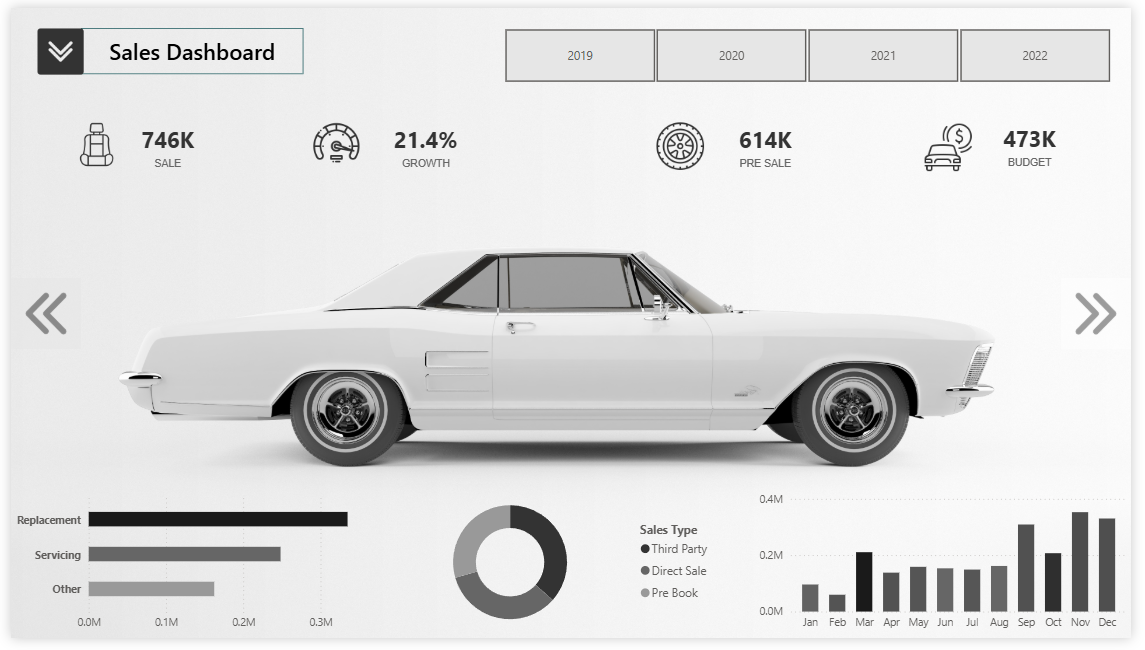 Sales Dashboard
2019
2020
2021
2022
746K
SALE
21.4%
GROWTH
614K
PRE SALE
$
473K
BUDGET
Replacement
Servicing
Other
0.0M 0.1M 0.2M 0.3M
Sales Type
Third Party
Direct Sale
Pre Book
0.4M
0.2M
0.0M
Jan Feb Mar Apr May Jun Jul Aug Sep Oct Nov Dec